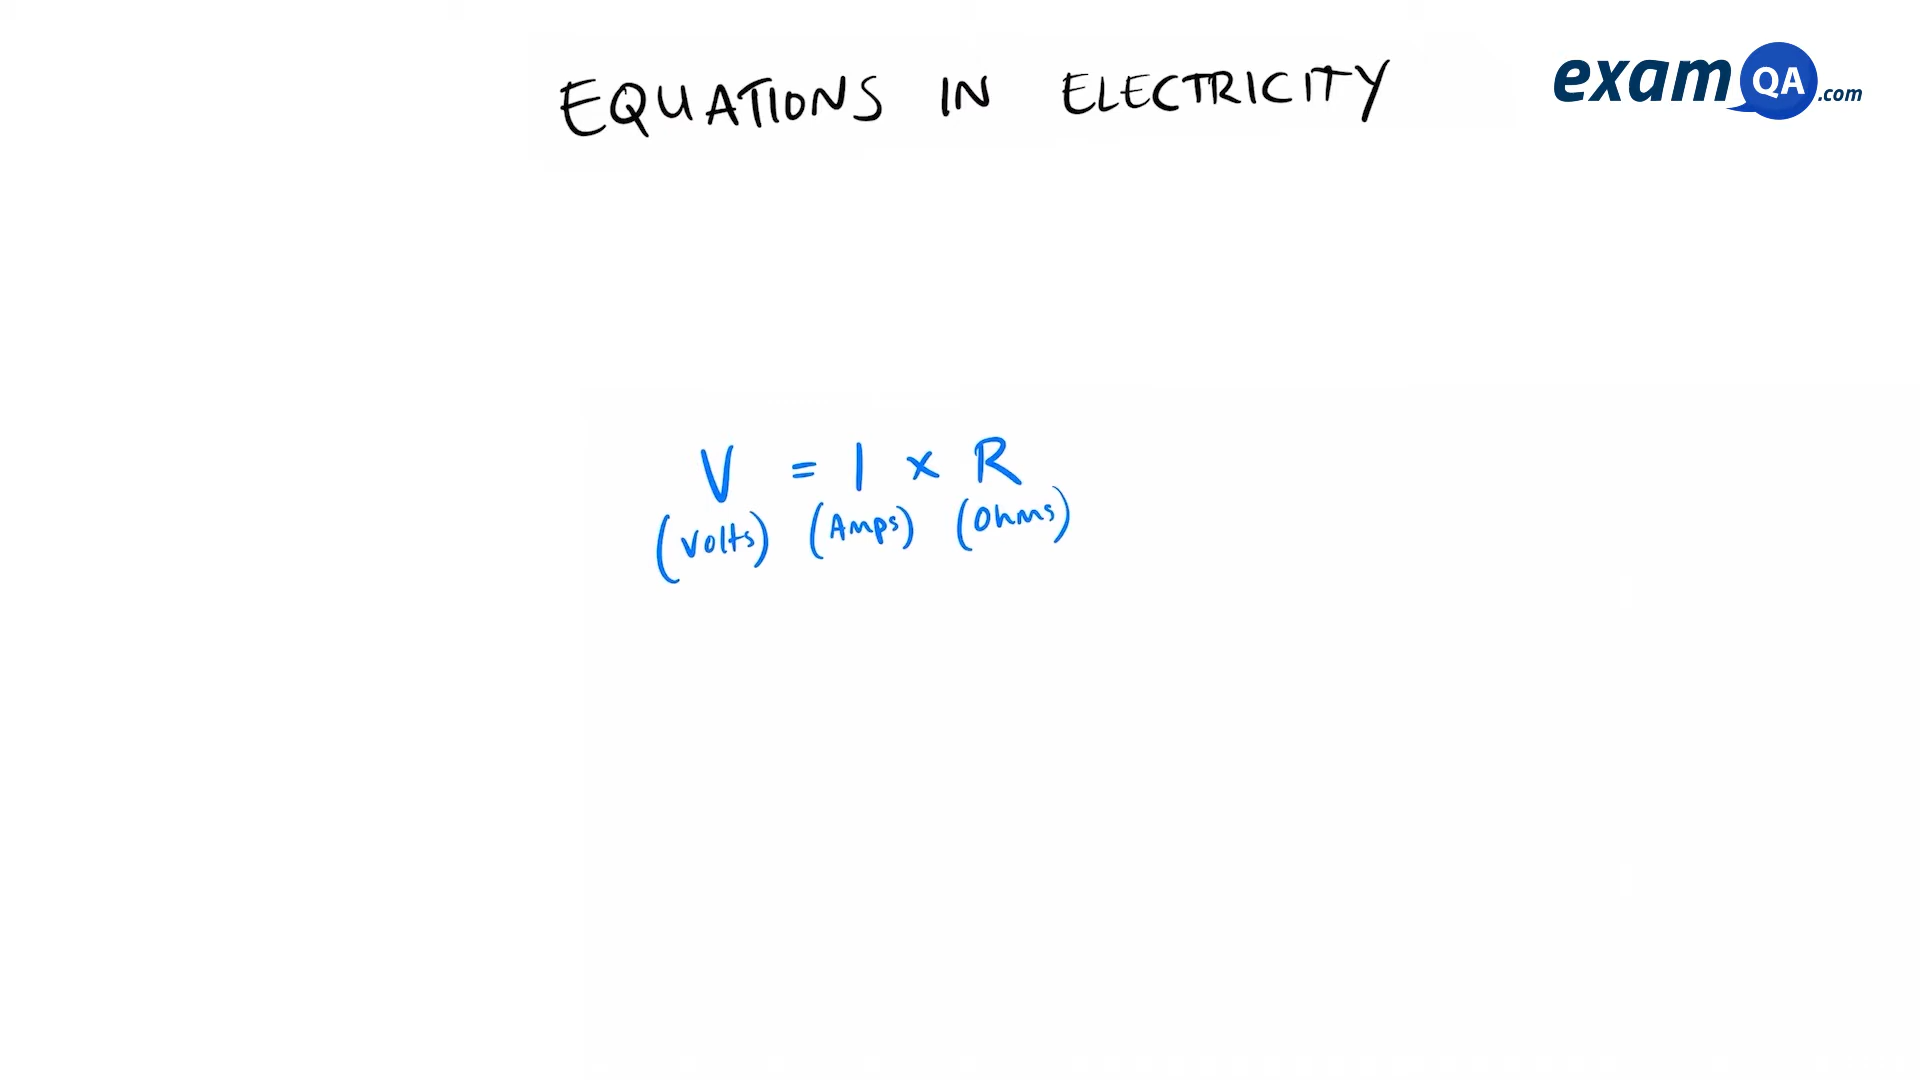 EQUATIONS IN ELECTRICITY
examQA.com
V = I x R
(volts) (Amps) (Ohms)